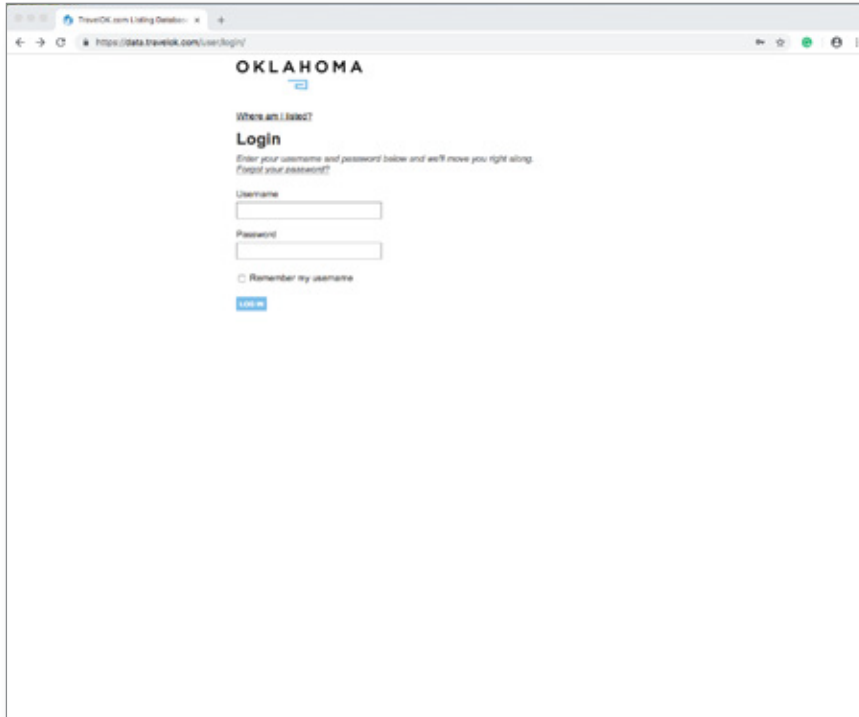 TravelOK.com Listing Databas
https://data.travelok.com/user/login/
OKLAHOMA
Where am I listed?
Login
Enter your username and password below and we'll move you right along.
Forgot your password?
Username
Password
Remember my username
LOG IN